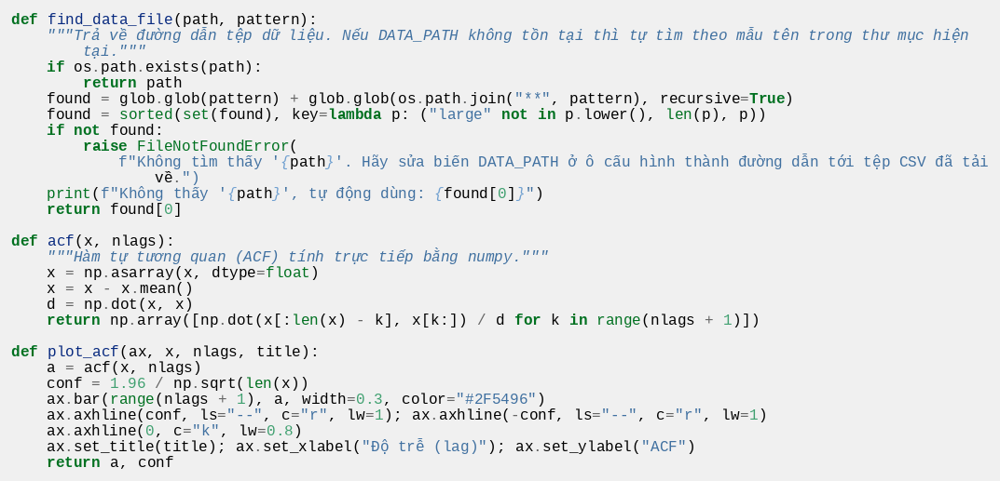 def find_data_file(path, pattern):
    """Trả về đường dẫn tệp dữ liệu. Nếu DATA_PATH không tồn tại thì tự tìm theo mẫu tên trong thư mục hiện
        tại."""
    if os.path.exists(path):
        return path
    found = glob.glob(pattern) + glob.glob(os.path.join("**", pattern), recursive=True)
    found = sorted(set(found), key=lambda p: ("large" not in p.lower(), len(p), p))
    if not found:
        raise FileNotFoundError(
            f"Không tìm thấy '{path}'. Hãy sửa biến DATA_PATH ở ô cấu hình thành đường dẫn tới tệp CSV đã tải
                về.")
    print(f"Không thấy '{path}', tự động dùng: {found[0]}")
    return found[0]

def acf(x, nlags):
    """Hàm tự tương quan (ACF) tính trực tiếp bằng numpy."""
    x = np.asarray(x, dtype=float)
    x = x - x.mean()
    d = np.dot(x, x)
    return np.array([np.dot(x[:len(x) - k], x[k:]) / d for k in range(nlags + 1)])

def plot_acf(ax, x, nlags, title):
    a = acf(x, nlags)
    conf = 1.96 / np.sqrt(len(x))
    ax.bar(range(nlags + 1), a, width=0.3, color="#2F5496")
    ax.axhline(conf, ls="--", c="r", lw=1); ax.axhline(-conf, ls="--", c="r", lw=1)
    ax.axhline(0, c="k", lw=0.8)
    ax.set_title(title); ax.set_xlabel("Độ trễ (lag)"); ax.set_ylabel("ACF")
    return a, conf